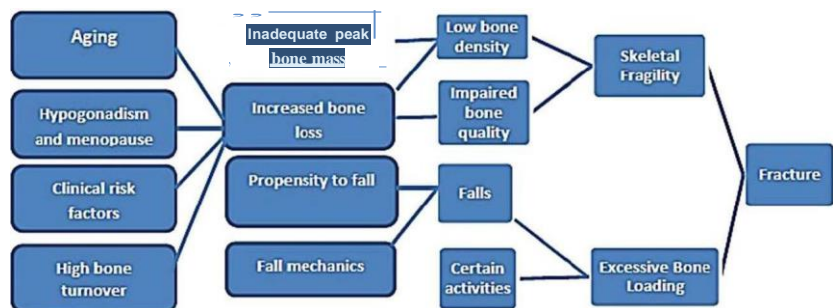 Aging
Hypogonadism
and menopause
Clinical risk
factors
High bone
turnover
Inadequate peak
bone mass
Increased bone
loss
Propensity to fall
Fall mechanics
Low bone
density
Impaired
bone
quality
Falls
Certain
activities
Skeletal
Fragility
Excessive Bone
Loading
Fracture